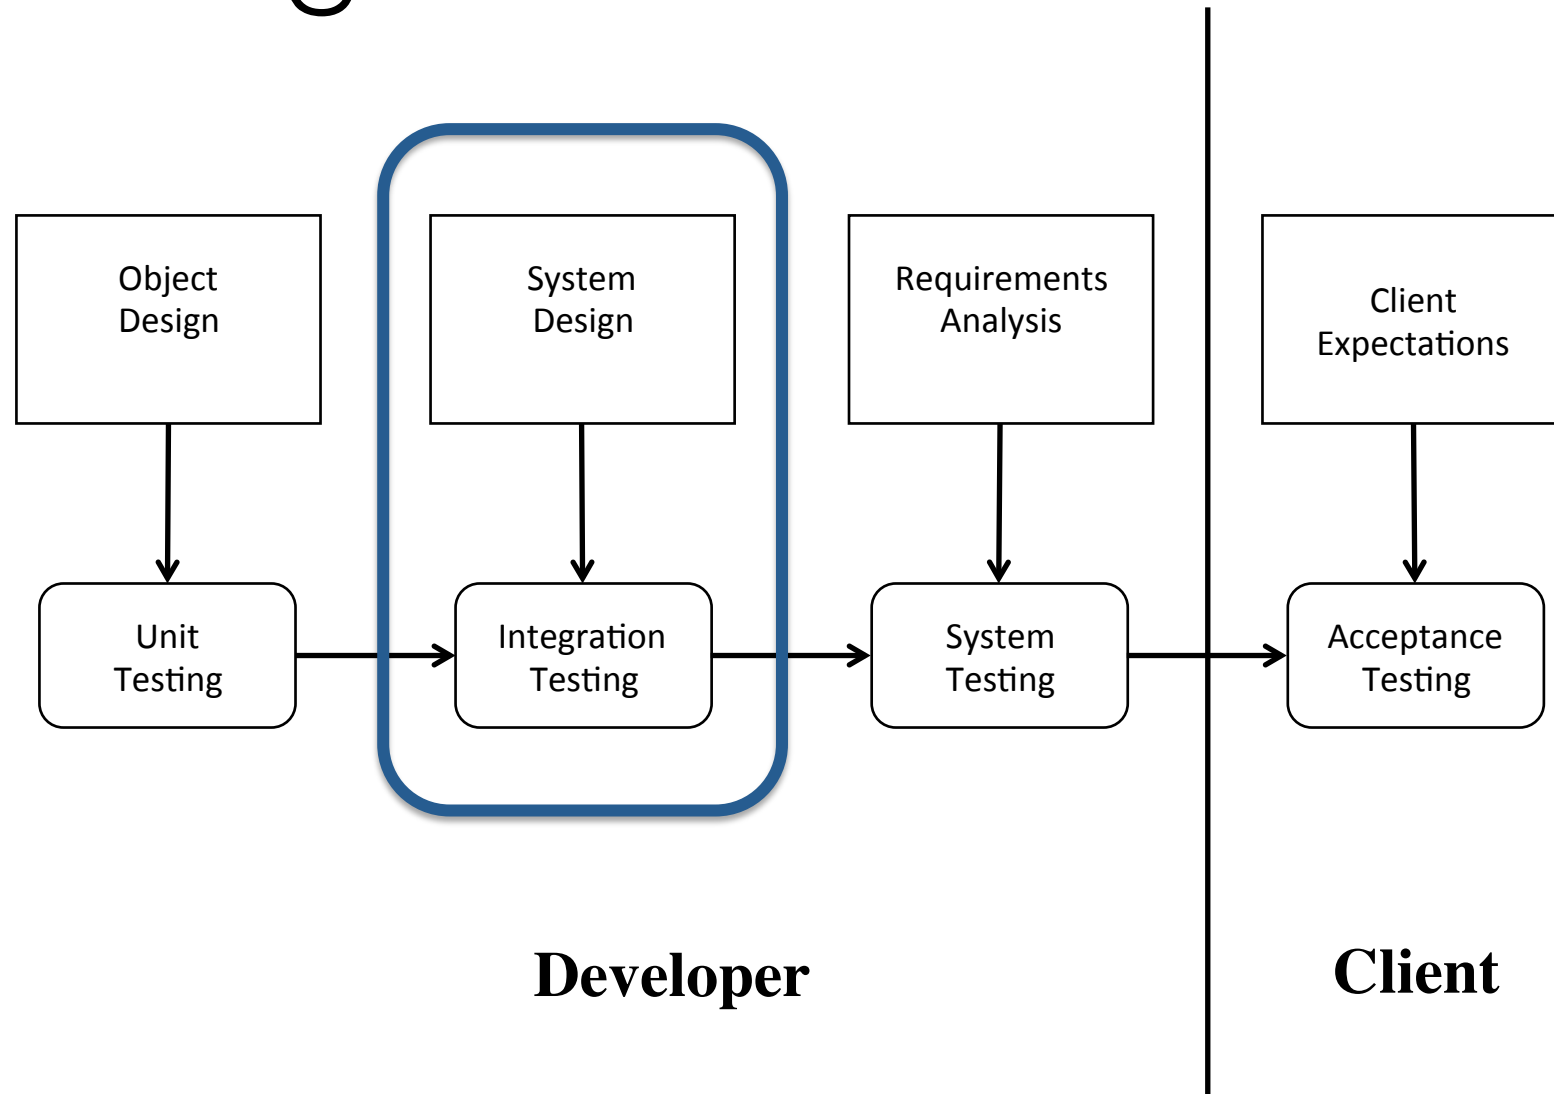 Object
Design
System
Design
Requirements
Analysis
Client
Expectations
Unit
Testing
Integration
Testing
System
Testing
Acceptance
Testing
Developer
Client